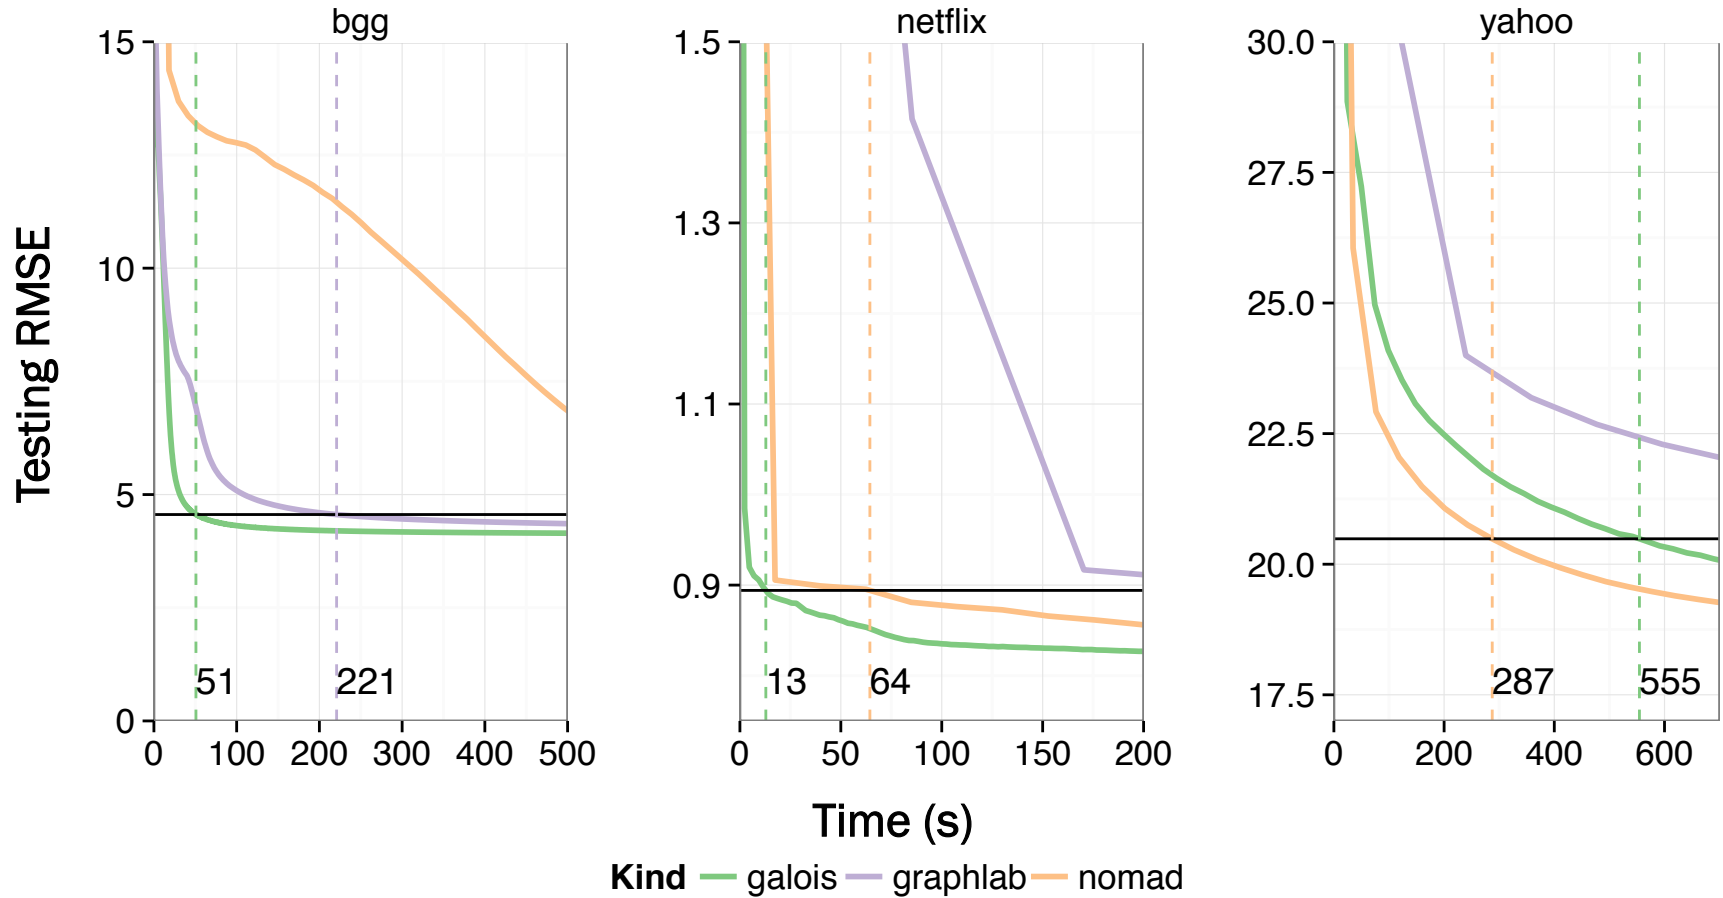 bgg netflix yahoo
Testing RMSE
15
10
5
0
51
221
0 100 200 300 400 500
1.5
1.3
1.1
0.9
13
64
0 50 100 150 200
30.0
27.5
25.0
22.5
20.0
17.5
287
555
0 200 400 600
Time (s)
Kind galois graphlab nomad